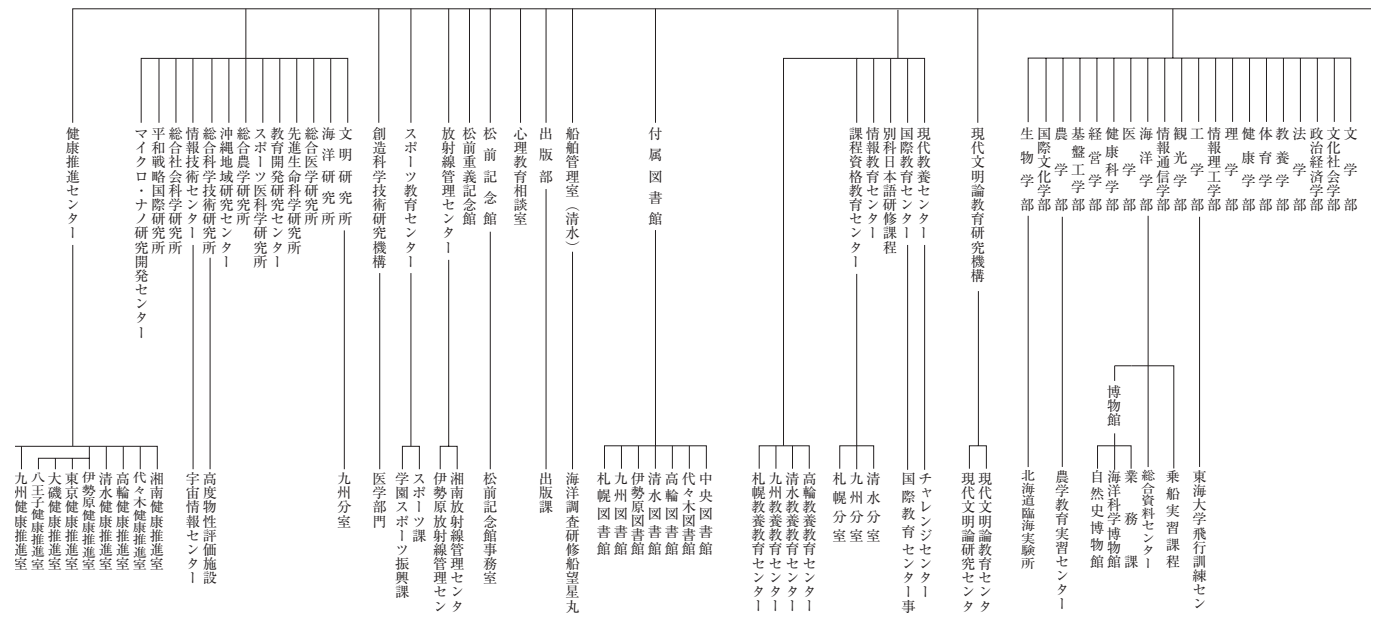 文学部
文化社会学部
政治経済学部
法学部
教養学部
体育学部
健康学部
理学部
情報理工学部
工学部
観光学部
情報通信学部
海洋学部
医学部
健康科学部
経営学部
基盤工学部
農学部
国際文化学部
生物学部
東海大学飛行訓練セン
乗船実習課程
総合資料センター
博物館
業務課
海洋科学博物館
自然史博物館
農学教育実習センター
北海道臨海実験所
現代文明論教育研究機構
現代文明論教育センタ
現代文明論研究センタ
現代教養センター
国際教育センター
別科日本語研修課程
情報教育センター
課程資格教育センター
チャレンジセンター
国際教育センター事
清水分室
九州分室
札幌分室
高輪教養教育センター
清水教養教育センター
九州教養教育センター
札幌教養教育センター
付属図書館
中央図書館
代々木図書館
高輪図書館
清水図書館
伊勢原図書館
九州図書館
札幌図書館
船舶管理室（清水）
海洋調査研修船望星丸
出版部
出版課
心理教育相談室
松前記念館
松前記念館事務室
松前重義記念館
放射線管理センター
湘南放射線管理センタ
伊勢原放射線管理セン
スポーツ教育センター
スポーツ課
学園スポーツ振興課
創造科学技術研究機構
医学部門
文明研究所
海洋研究所
総合医学研究所
先進生命科学研究所
教育開発研究センター
スポーツ医科学研究所
総合農学研究所
沖縄地域研究センター
総合科学技術研究所
情報技術センター
総合社会科学研究所
平和戦略国際研究所
マイクロ・ナノ研究開発センター
九州分室
高度物性評価施設
宇宙情報センター
健康推進センター
湘南健康推進室
代々木健康推進室
高輪健康推進室
清水健康推進室
伊勢原健康推進室
東京健康推進室
大磯健康推進室
八王子健康推進室
九州健康推進室